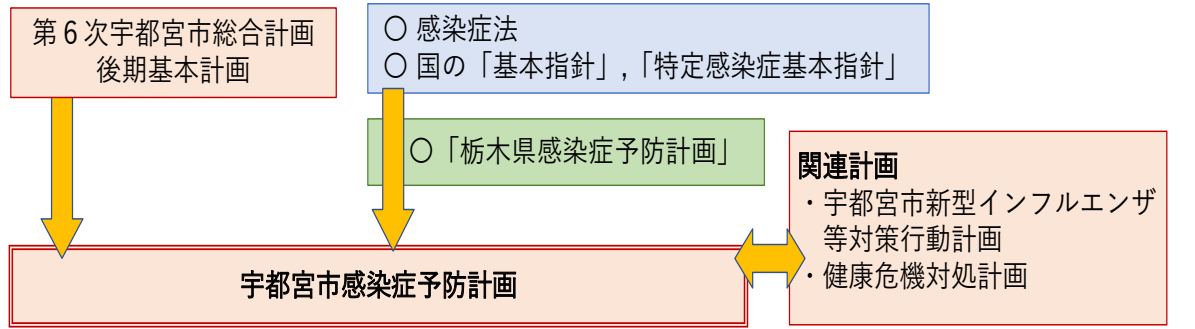 第6次宇都宮市総合計画
後期基本計画
〇 感染症法
〇 国の「基本指針」,「特定感染症基本指針」
〇「栃木県感染症予防計画」
関連計画
・宇都宮市新型インフルエンザ
等対策行動計画
・健康危機対処計画
宇都宮市感染症予防計画